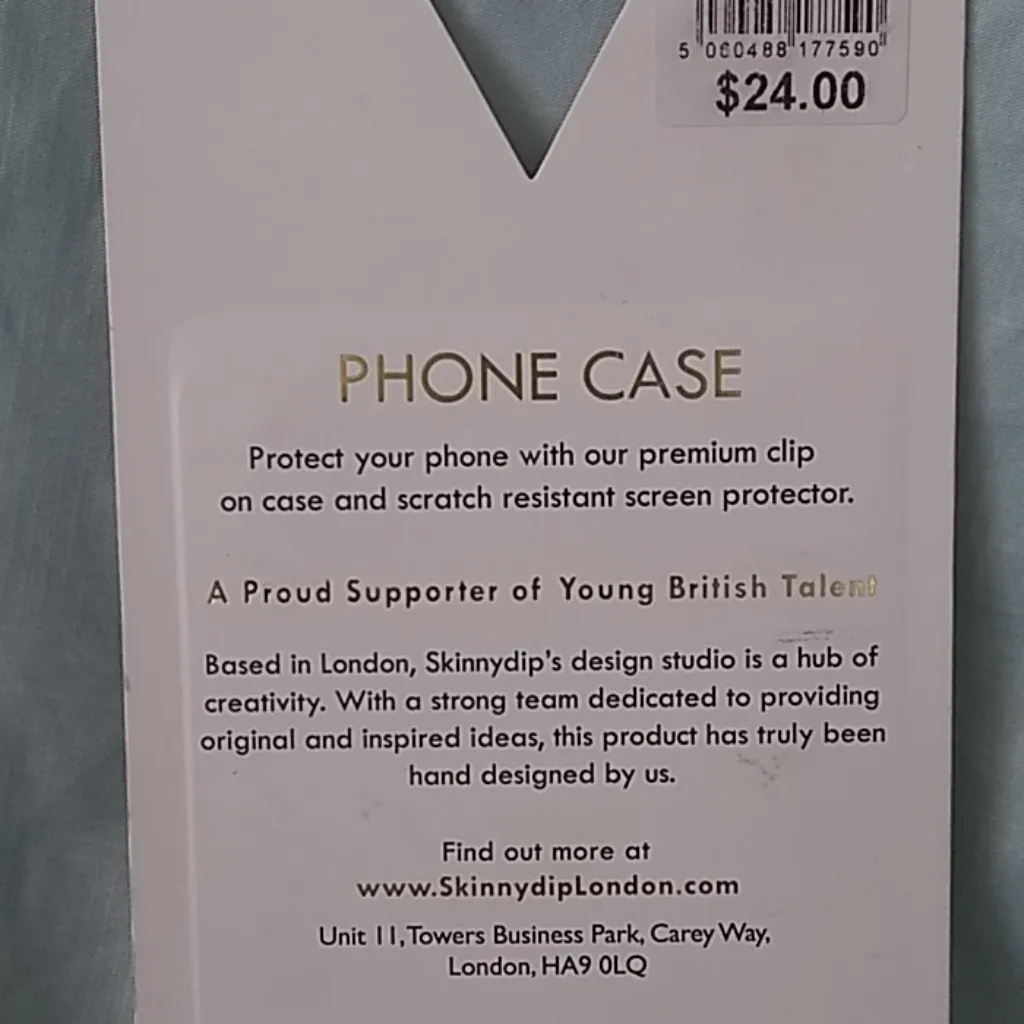 5 060488 177590
$24.00
PHONE CASE
Protect your phone with our premium clip
on case and scratch resistant screen protector.
A Proud Supporter of Young British Talent
Based in London, Skinnydip's design studio is a hub of
creativity. With a strong team dedicated to providing
original and inspired ideas, this product has truly been
hand designed by us.
Find out more at
www.SkinnydipLondon.com
Unit 11, Towers Business Park, Carey Way,
London, HA9 0LQ